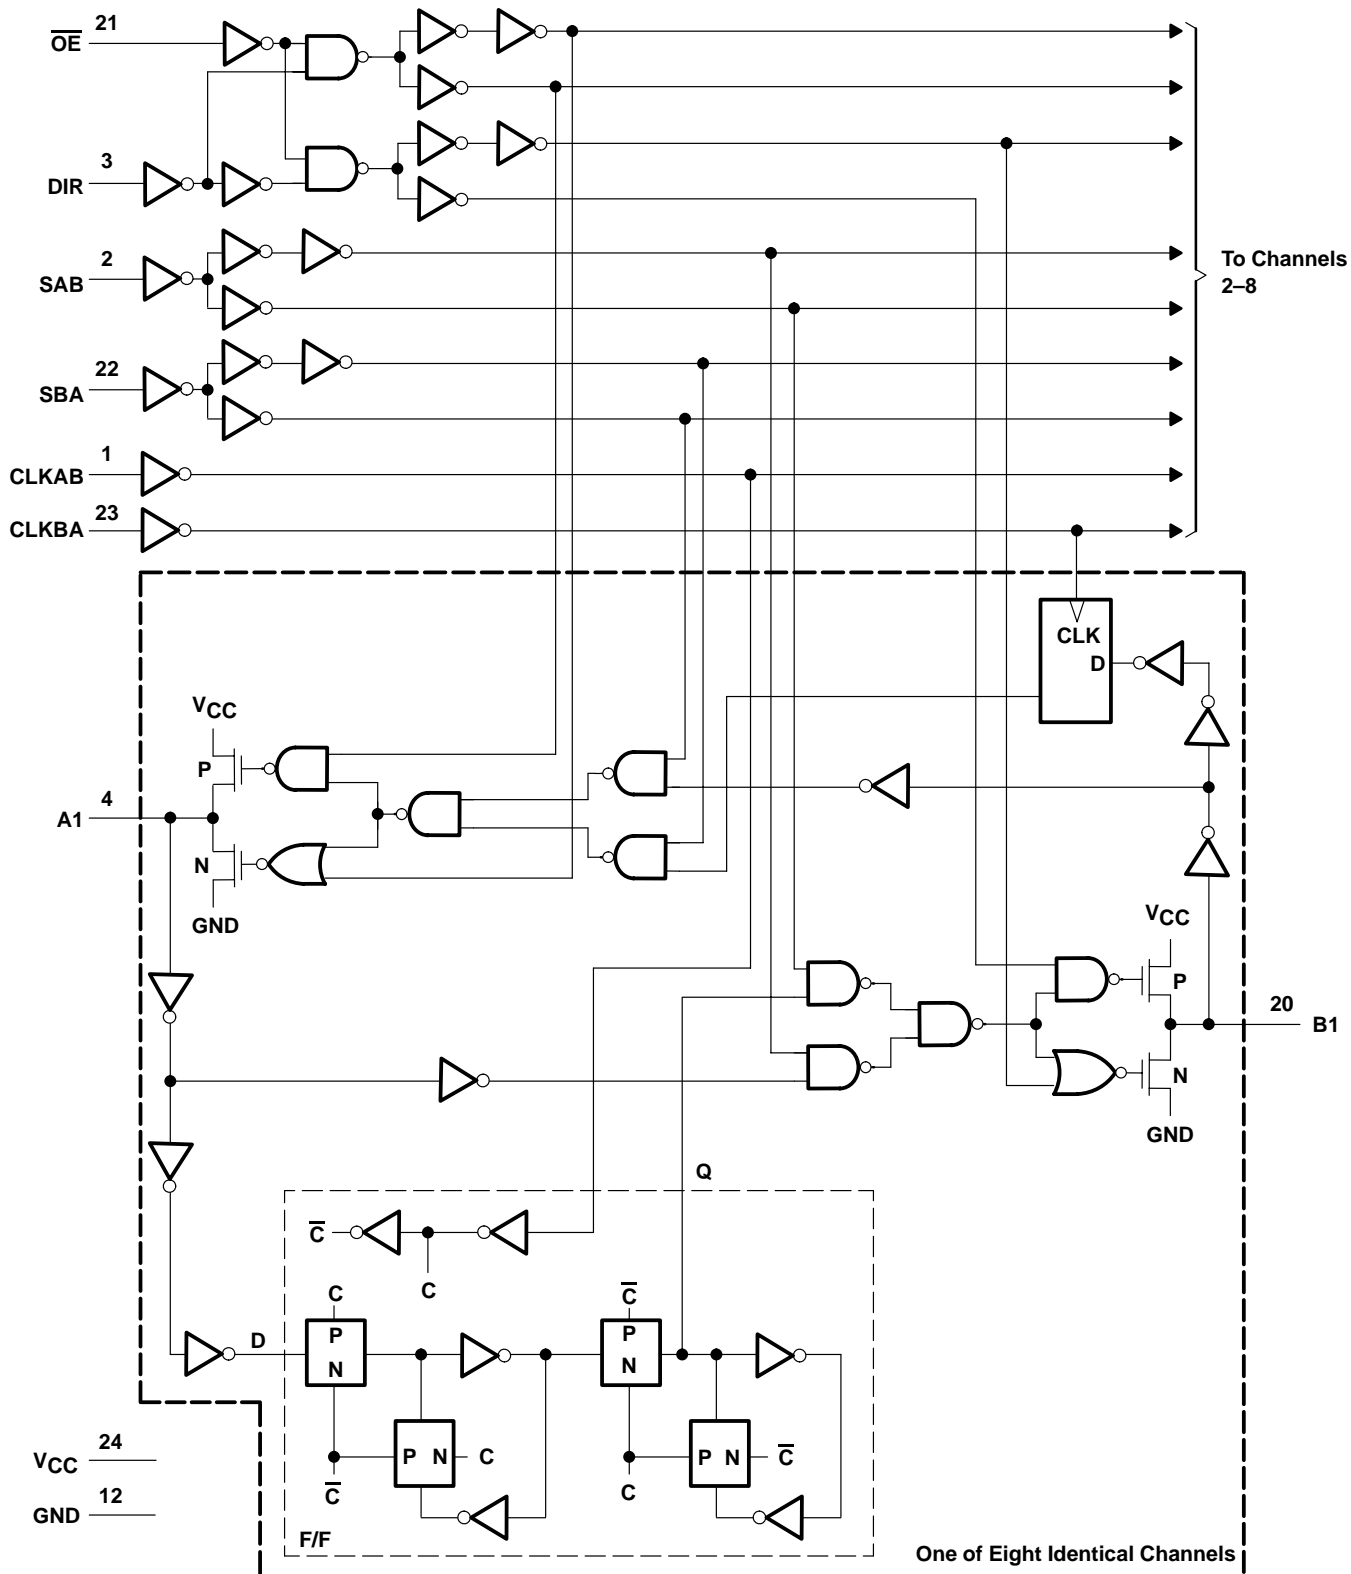 21
O̅E̅
3
DIR
2
SAB
22
SBA
1
CLKAB
23
CLKBA
To Channels
2–8
CLK
D
VCC
P
4
A1
N
GND
VCC
P
20
B1
N
GND
Q
C̅
C
C
P
N
C̅
P
N
D
P N
C
C̅
P N
C̅
C
F/F
24
VCC
12
GND
One of Eight Identical Channels